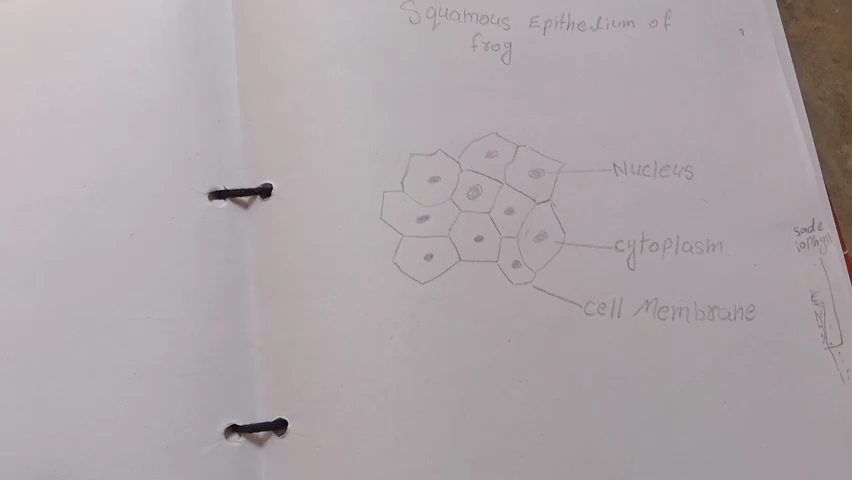 Squamous Epithelium of
frog
Nucleus
cytoplasm
cell Membrane